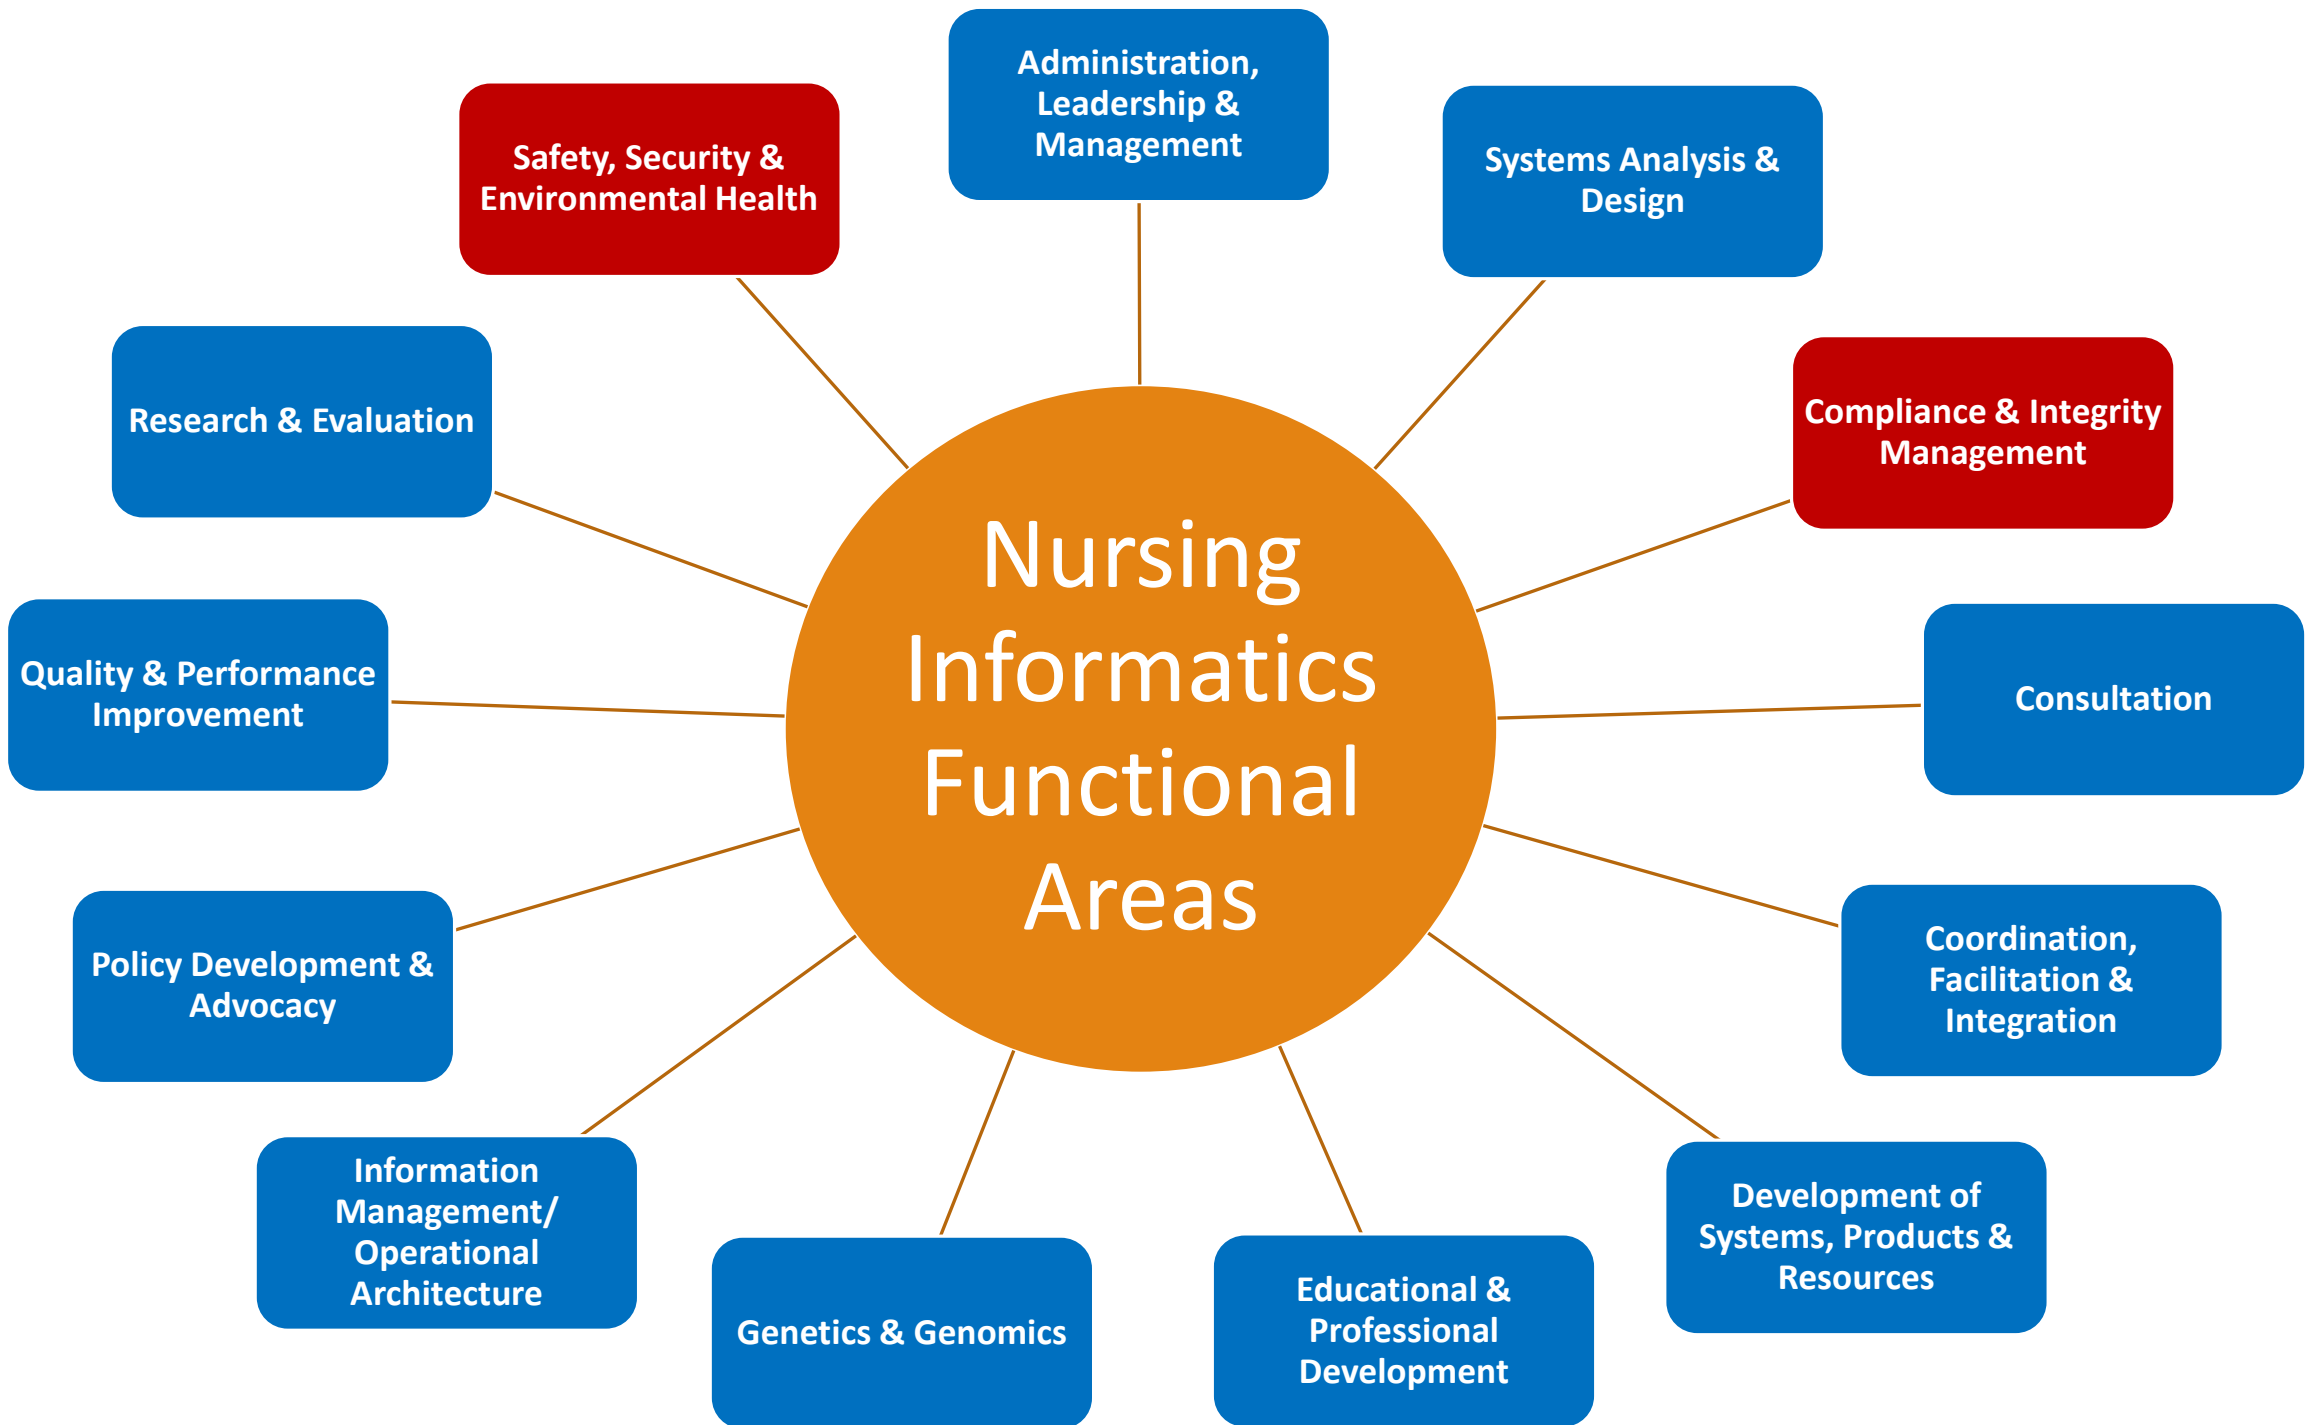 Administration,
Leadership &
Management
Safety, Security &
Environmental Health
Systems Analysis &
Design
Research & Evaluation
Compliance & Integrity
Management
Nursing
Informatics
Functional
Areas
Quality & Performance
Improvement
Consultation
Policy Development &
Advocacy
Coordination,
Facilitation &
Integration
Information
Management/
Operational
Architecture
Development of
Systems, Products &
Resources
Genetics & Genomics
Educational &
Professional
Development